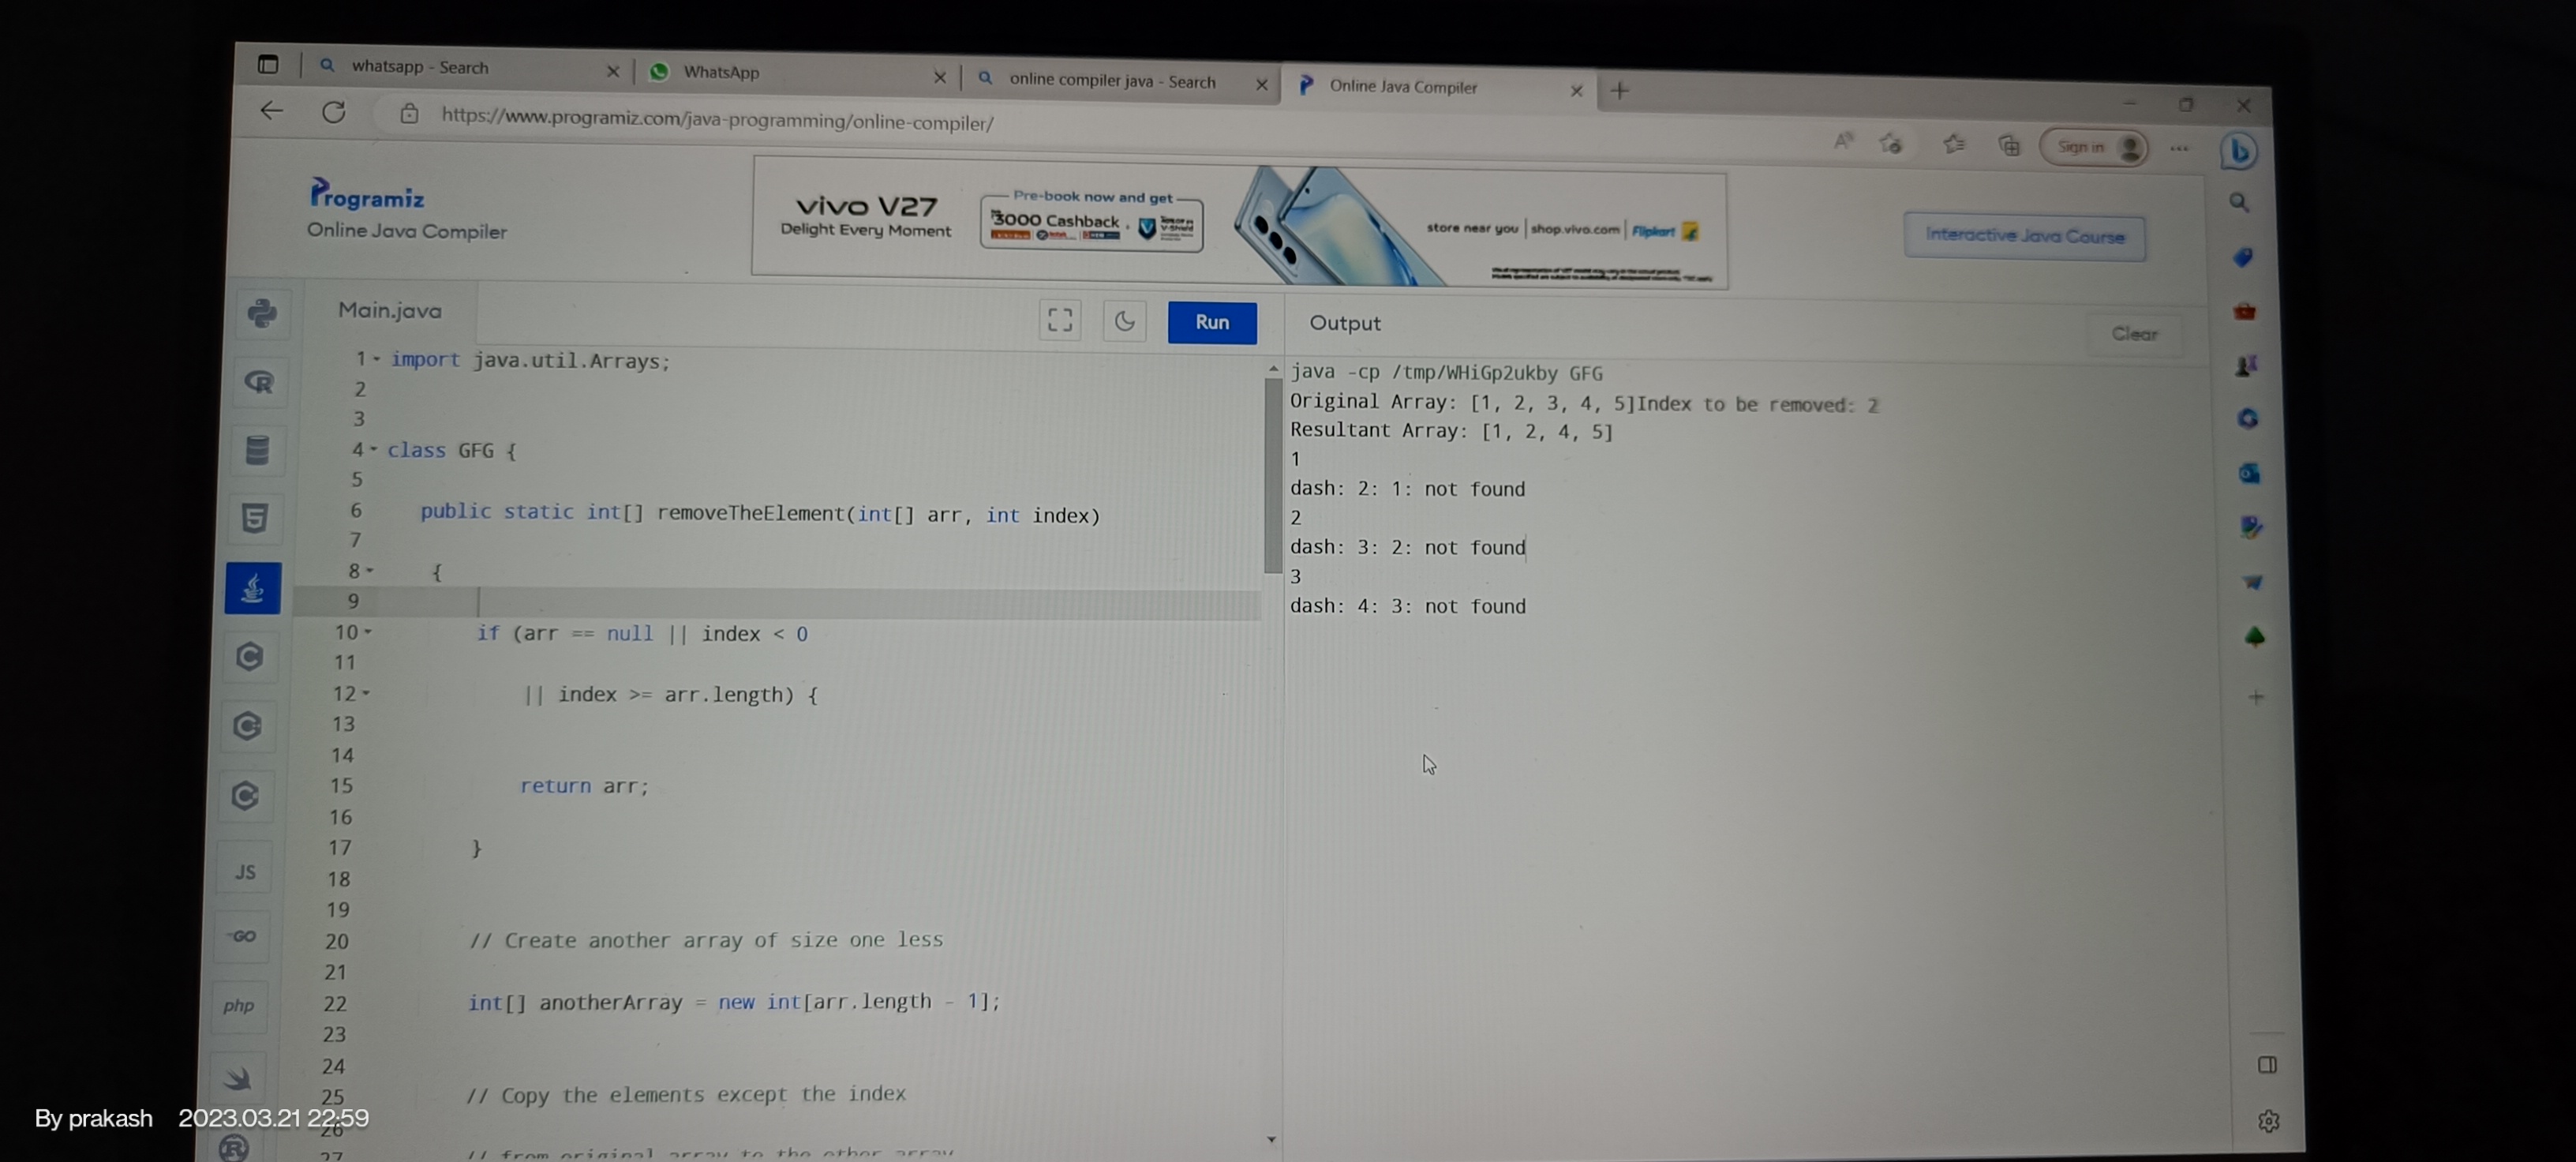 whatsapp - Search
WhatsApp
online compiler java - Search
Online Java Compiler
https://www.programiz.com/java-programming/online-compiler/
Sign in
Programiz
Online Java Compiler
vivo V27
Delight Every Moment
Pre-book now and get
₹3000 Cashback
store near you | shop.vivo.com | Flipkart
Interactive Java Course
Main.java
Run
1 import java.util.Arrays;
2
3
4 class GFG {
5
6 public static int[] removeTheElement(int[] arr, int index)
7
8 {
9
10 if (arr == null || index < 0
11
12 || index >= arr.length) {
13
14
15 return arr;
16
17 }
18
19
20 // Create another array of size one less
21
22 int[] anotherArray = new int[arr.length - 1];
23
24
25 // Copy the elements except the index
26
27 // from original array to the other array
Output
Clear
java -cp /tmp/WHiGp2ukby GFG
Original Array: [1, 2, 3, 4, 5]Index to be removed: 2
Resultant Array: [1, 2, 4, 5]
1
dash: 2: 1: not found
2
dash: 3: 2: not found
3
dash: 4: 3: not found
JS
GO
php
By prakash 2023.03.21 22:59